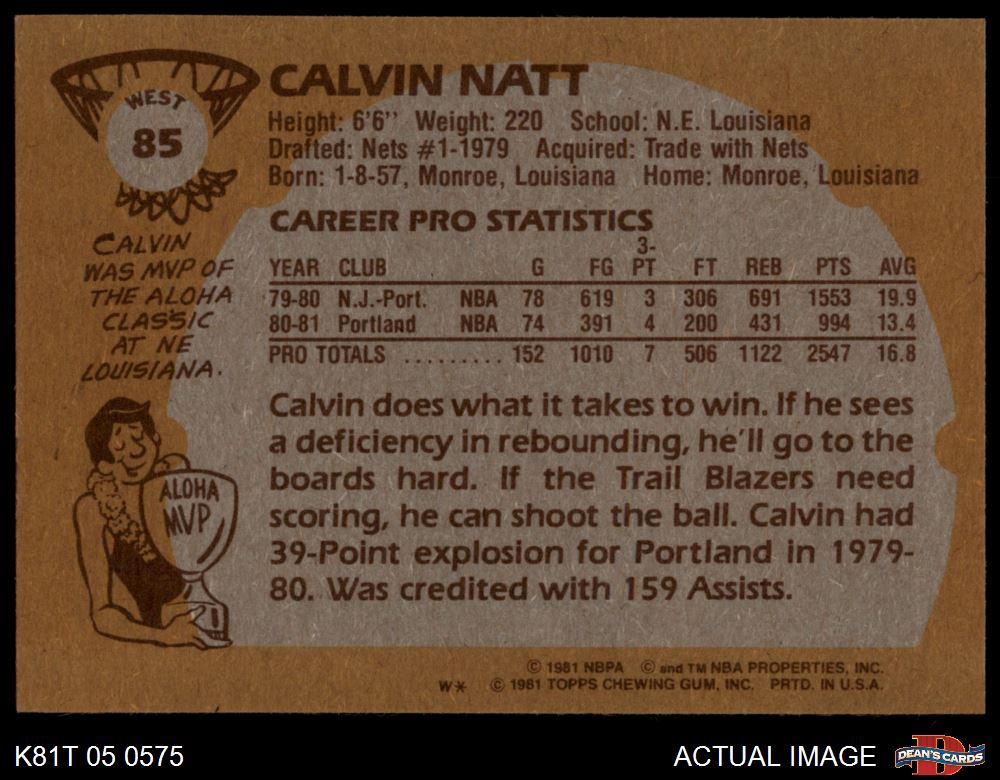 WEST
85
CALVIN NATT
Height: 6'6'' Weight: 220 School: N.E. Louisiana
Drafted: Nets #1-1979 Acquired: Trade with Nets
Born: 1-8-57, Monroe, Louisiana Home: Monroe, Louisiana
CALVIN
WAS MVP OF
THE ALOHA
CLASSIC
AT NE
LOUISIANA.
ALOHA
MVP
CAREER PRO STATISTICS
3-
YEAR CLUB G FG PT FT REB PTS AVG
79-80 N.J.-Port. NBA 78 619 3 306 691 1553 19.9
80-81 Portland NBA 74 391 4 200 431 994 13.4
PRO TOTALS .......... 152 1010 7 506 1122 2547 16.8
Calvin does what it takes to win. If he sees
a deficiency in rebounding, he'll go to the
boards hard. If the Trail Blazers need
scoring, he can shoot the ball. Calvin had
39-Point explosion for Portland in 1979-
80. Was credited with 159 Assists.
© 1981 NBPA © and TM NBA PROPERTIES, INC.
W* © 1981 TOPPS CHEWING GUM, INC. PRTD. IN U.S.A.
K81T 05 0575
ACTUAL IMAGE
DEAN'S CARDS